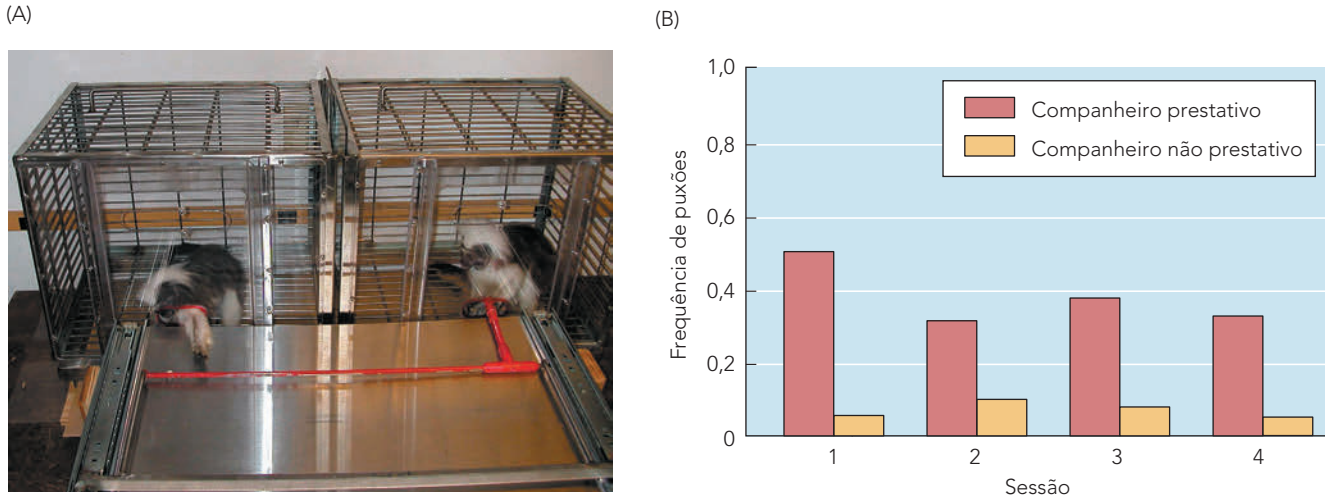 (A)
(B)
1,0
0,8
0,6
0,4
0,2
0
Frequência de puxões
Companheiro prestativo
Companheiro não prestativo
1 2 3 4
Sessão